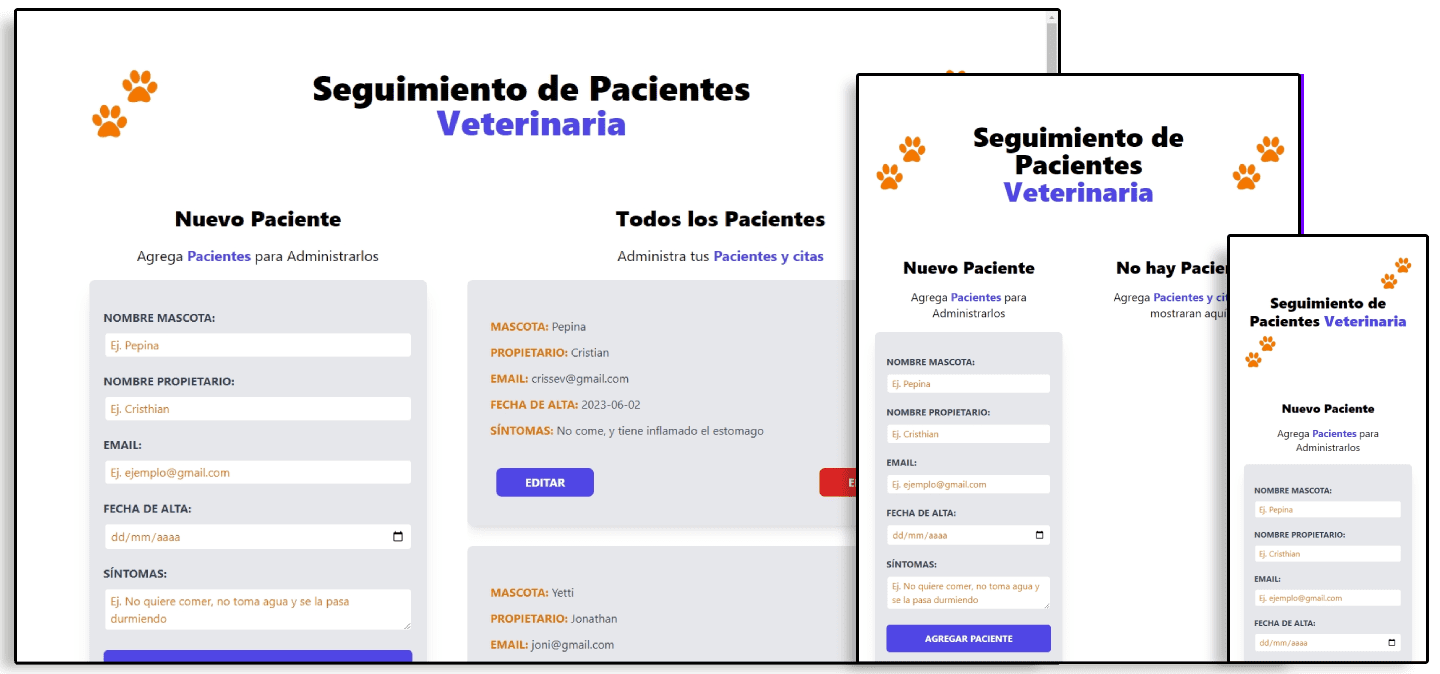 Seguimiento de Pacientes
Veterinaria
Nuevo Paciente
Agrega Pacientes para Administrarlos
NOMBRE MASCOTA:
Ej. Pepina
NOMBRE PROPIETARIO:
Ej. Cristhian
EMAIL:
Ej. ejemplo@gmail.com
FECHA DE ALTA:
dd/mm/aaaa
SÍNTOMAS:
Ej. No quiere comer, no toma agua y se la pasa
durmiendo
Todos los Pacientes
Administra tus Pacientes y citas
MASCOTA: Pepina
PROPIETARIO: Cristian
EMAIL: crissev@gmail.com
FECHA DE ALTA: 2023-06-02
SÍNTOMAS: No come, y tiene inflamado el estomago
EDITAR
MASCOTA: Yetti
PROPIETARIO: Jonathan
EMAIL: joni@gmail.com
Seguimiento de
Pacientes
Veterinaria
Nuevo Paciente
Agrega Pacientes para
Administrarlos
NOMBRE MASCOTA:
Ej. Pepina
NOMBRE PROPIETARIO:
Ej. Cristhian
EMAIL:
Ej. ejemplo@gmail.com
FECHA DE ALTA:
dd/mm/aaaa
SÍNTOMAS:
Ej. No quiere comer, no toma agua y
se la pasa durmiendo
AGREGAR PACIENTE
No hay
Agrega Pacientes y
mostraran aqui
Seguimiento de
Pacientes Veterinaria
Nuevo Paciente
Agrega Pacientes para
Administrarlos
NOMBRE MASCOTA:
Ej. Pepina
NOMBRE PROPIETARIO:
Ej. Cristhian
EMAIL:
Ej. ejemplo@gmail.com
FECHA DE ALTA:
dd/mm/aaaa